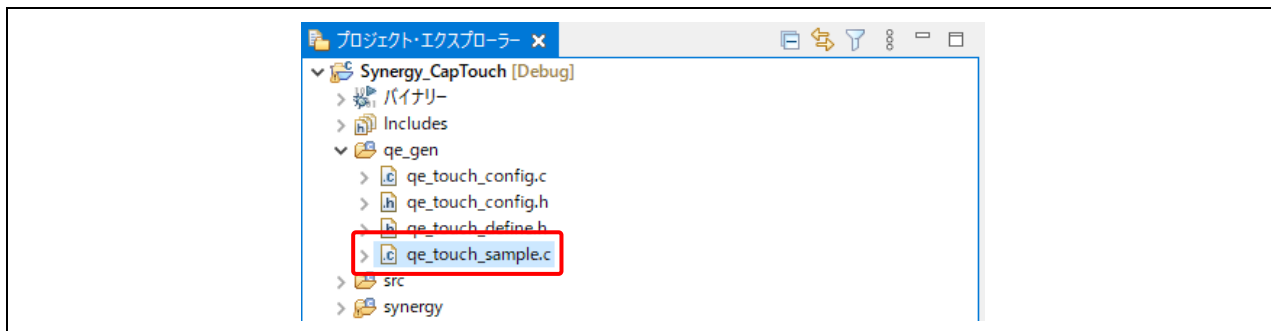 プロジェクト・エクスプローラー
Synergy_CapTouch [Debug]
バイナリー
Includes
qe_gen
qe_touch_config.c
qe_touch_config.h
qe_touch_define.h
qe_touch_sample.c
src
synergy